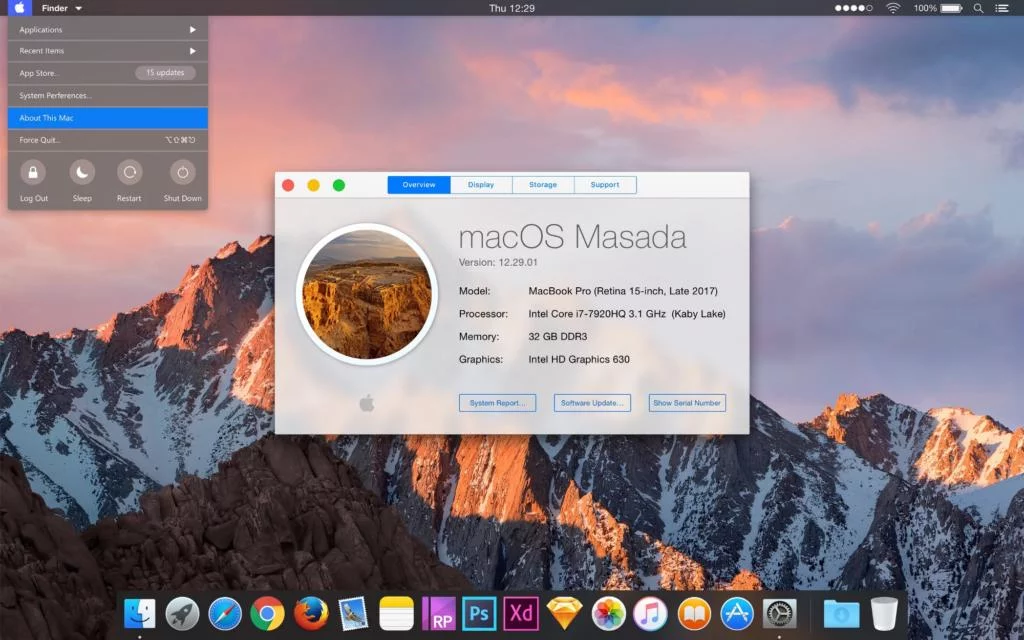 Finder
Thu 12:29
100%
Applications
Recent Items
App Store...
15 updates
System Perferences...
About This Mac
Force Quit...
⌥⇧⌘⎋
Log Out
Sleep
Restart
Shut Down
Overview
Display
Storage
Support
macOS Masada
Version: 12.29.01
Model: MacBook Pro (Retina 15-inch, Late 2017)
Processor: Intel Core i7-7920HQ 3.1 GHz (Kaby Lake)
Memory: 32 GB DDR3
Graphics: Intel HD Graphics 630
System Report...
Software Update...
Show Serial Number
RP
Ps
Xd